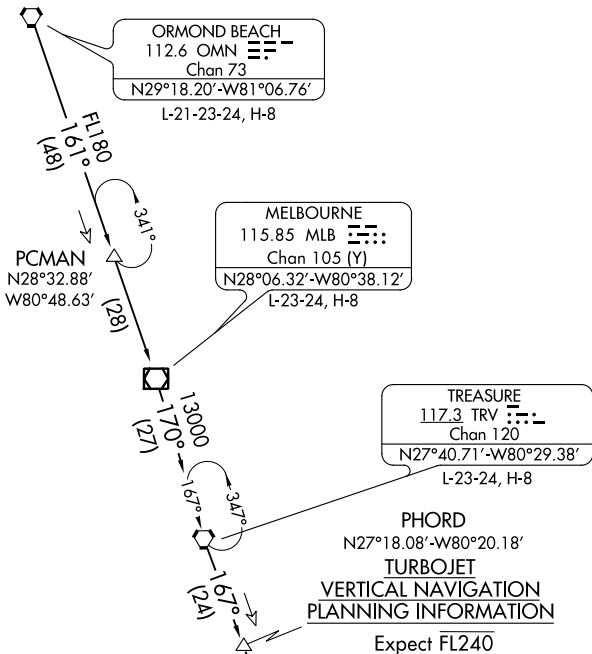 ORMOND BEACH
112.6 OMN
Chan 73
N29°18.20′-W81°06.76′
L-21-23-24, H-8
FL180
161°
(48)
341°
PCMAN
N28°32.88′
W80°48.63′
(28)
MELBOURNE
115.85 MLB
Chan 105 (Y)
N28°06.32′-W80°38.12′
L-23-24, H-8
13000
170°
(27)
TREASURE
117.3 TRV
Chan 120
N27°40.71′-W80°29.38′
L-23-24, H-8
167°
347°
PHORD
N27°18.08′-W80°20.18′
TURBOJET
VERTICAL NAVIGATION
PLANNING INFORMATION
Expect FL240
167°
(24)